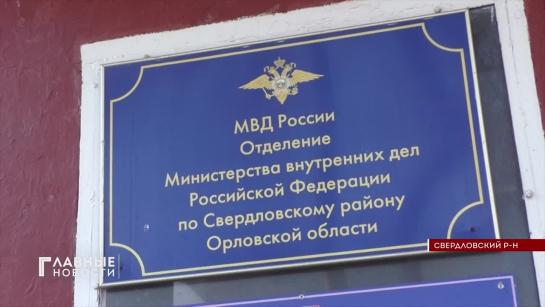 МВД России
Отделение
Министерства внутренних дел
Российской Федерации
по Свердловскому району
Орловской области
СВЕРДЛОВСКИЙ Р-Н
ГЛАВНЫЕ
НОВОСТИ